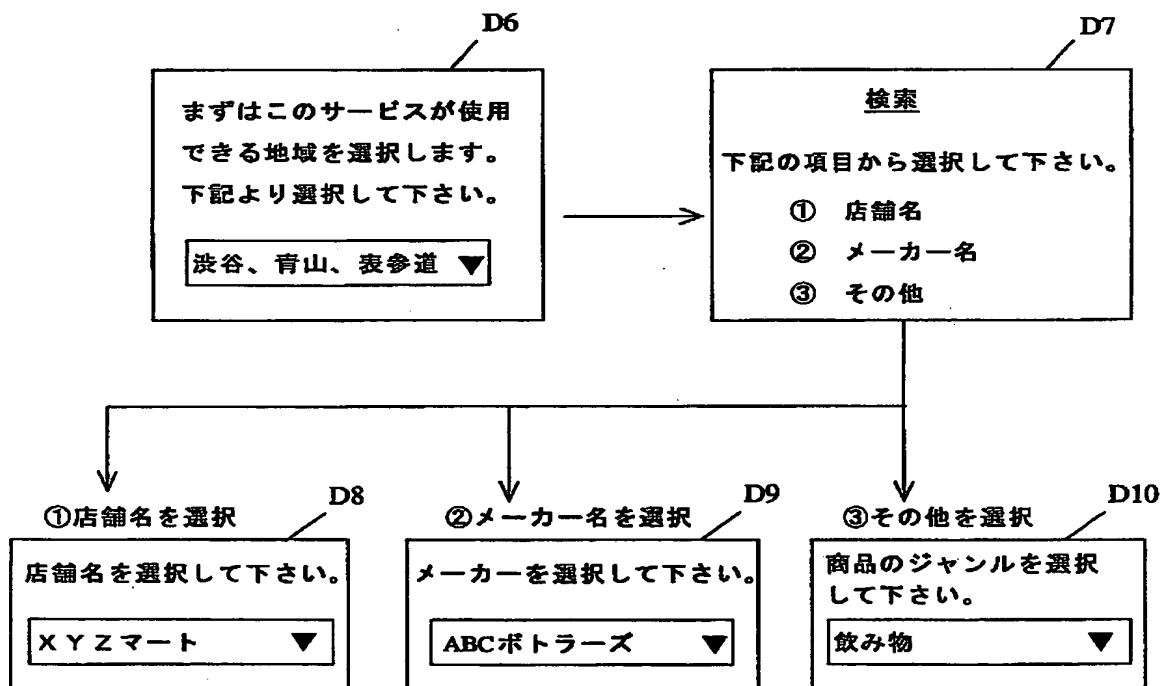 D6
まずはこのサービスが使用
できる地域を選択します。
下記より選択して下さい。
渋谷、青山、表参道 ▼
D7
検索
下記の項目から選択して下さい。
① 店舗名
② メーカー名
③ その他
D8
①店舗名を選択
店舗名を選択して下さい。
ＸＹＺマート ▼
D9
②メーカー名を選択
メーカーを選択して下さい。
ABCボトラーズ ▼
D10
③その他を選択
商品のジャンルを選択
して下さい。
飲み物 ▼